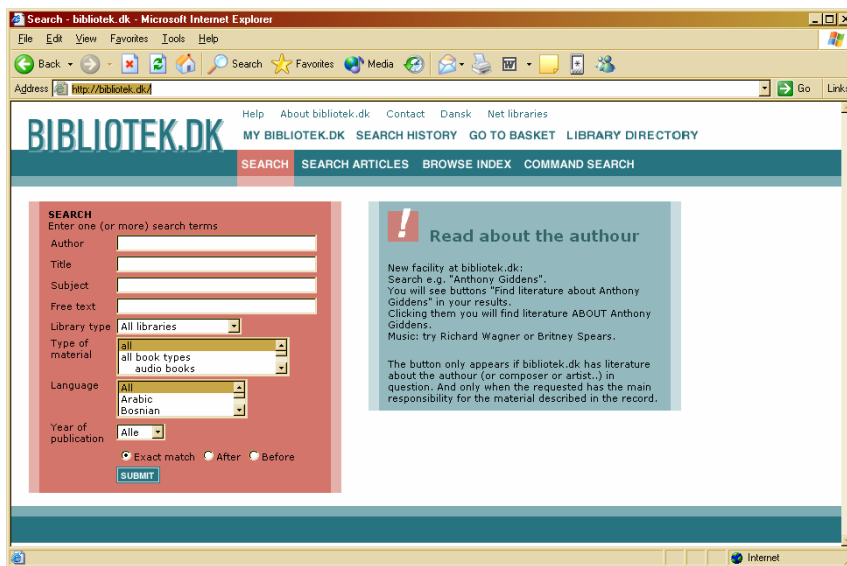 Search - bibliotek.dk - Microsoft Internet Explorer
File Edit View Favorites Tools Help
Back Search Favorites Media
Address http://bibliotek.dk/ Go Links
Help About bibliotek.dk Contact Dansk Net libraries
BIBLIOTEK.DK
MY BIBLIOTEK.DK SEARCH HISTORY GO TO BASKET LIBRARY DIRECTORY
SEARCH SEARCH ARTICLES BROWSE INDEX COMMAND SEARCH
SEARCH
Enter one (or more) search terms
Author
Title
Subject
Free text
Library type All libraries
Type of material
all
all book types
audio books
Language
All
Arabic
Bosnian
Year of publication
Alle
Exact match After Before
SUBMIT
! Read about the authour
New facility at bibliotek.dk:
Search e.g. "Anthony Giddens".
You will see buttons "Find literature about Anthony
Giddens" in your results.
Clicking them you will find literature ABOUT Anthony
Giddens.
Music: try Richard Wagner or Britney Spears.
The button only appears if bibliotek.dk has literature
about the authour (or composer or artist..) in
question. And only when the requested has the main
responsibility for the material described in the record.
Internet